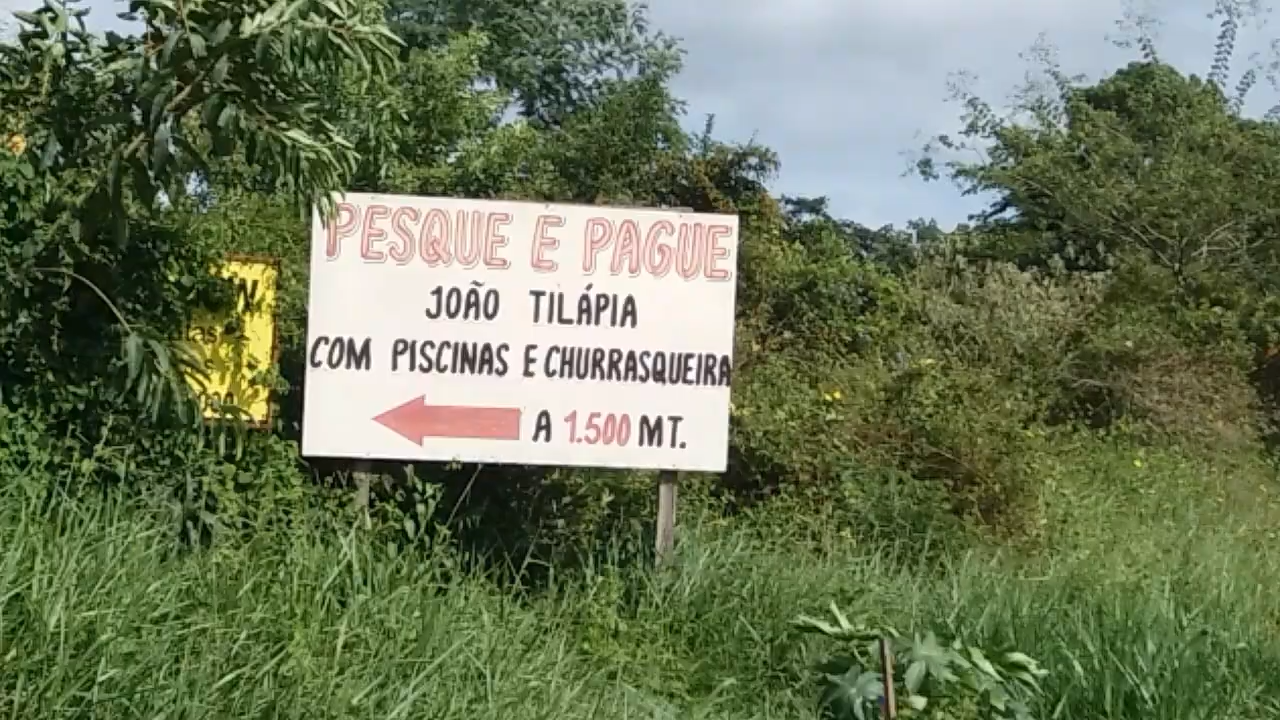 PESQUE E PAGUE
JOÃO TILÁPIA
COM PISCINAS E CHURRASQUEIRA
A 1.500 MT.